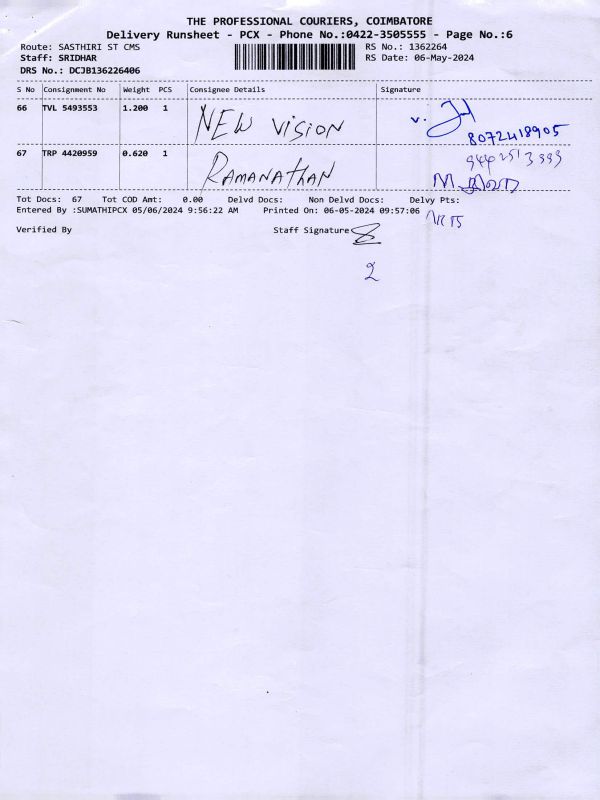 THE PROFESSIONAL COURIERS, COIMBATORE
Delivery Runsheet - PCX - Phone No.:0422-3505555 - Page No.:6
Route: SASTHIRI ST CMS RS No.: 1362264
Staff: SRIDHAR RS Date: 06-May-2024
DRS No.: DCJB136226406
S No Consignment No Weight PCS Consignee Details Signature
66 TVL 5493553 1.200 1 NEW VISION
8072418905
67 TRP 4420959 0.620 1 RAMANATHAN
Tot Docs: 67 Tot COD Amt: 0.00 Delvd Docs: Non Delvd Docs: Delvy Pts:
Entered By :SUMATHIPCX 05/06/2024 9:56:22 AM Printed On: 06-05-2024 09:57:06
Verified By Staff Signature
2